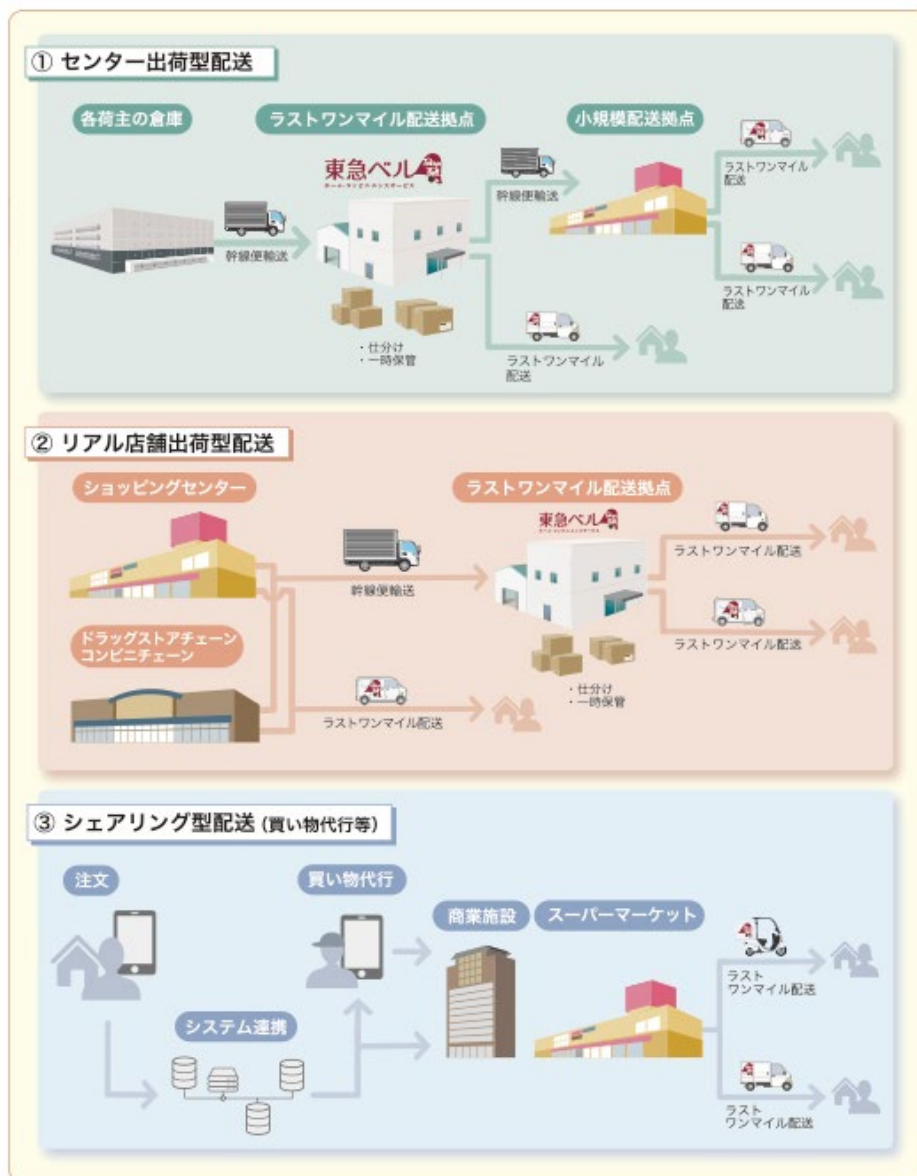 ① センター出荷型配送
各荷主の倉庫
ラストワンマイル配送拠点
小規模配送拠点
東急ベル
幹線便輸送
幹線便輸送
ラストワンマイル
配送
ラストワンマイル
配送
・仕分け
・一時保管
ラストワンマイル
配送
② リアル店舗出荷型配送
ショッピングセンター
ラストワンマイル配送拠点
東急ベル
幹線便輸送
ラストワンマイル配送
ラストワンマイル配送
ドラッグストアチェーン
コンビニチェーン
ラストワンマイル配送
・仕分け
・一時保管
③ シェアリング型配送 (買い物代行等)
注文
買い物代行
商業施設
スーパーマーケット
システム連携
ラスト
ワンマイル配送
ラスト
ワンマイル配送